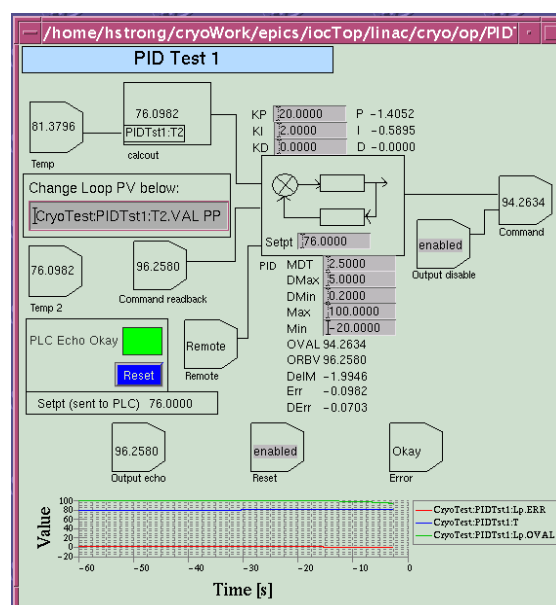 /home/hstrong/cryoWork/epics/iocTop/linac/cryo/op/PID
PID Test 1
81.3796
Temp
76.0982
PIDTst1:T2
calcout
KP 20.0000 P -1.4052
KI 2.0000 I -0.5895
KD 0.0000 D -0.0000
Change Loop PV below:
CryoTest:PIDTst1:T2.VAL PP
Setpt 76.0000
94.2634
Command
enabled
Output disable
76.0982
Temp 2
96.2580
Command readback
PID MDT 2.5000
DMax 5.0000
DMin 0.2000
Max 100.0000
Min -20.0000
OVAL 94.2634
ORBV 96.2580
DelM -1.9946
Err -0.0982
DErr -0.0703
PLC Echo Okay
Reset
Setpt (sent to PLC) 76.0000
Remote
Remote
96.2580
Output echo
enabled
Reset
Okay
Error
Value
100
80
60
40
20
0
-20
-60 -50 -40 -30 -20 -10 0
Time [s]
CryoTest:PIDTst1:Lp.ERR
CryoTest:PIDTst1:T
CryoTest:PIDTst1:Lp.OVAL